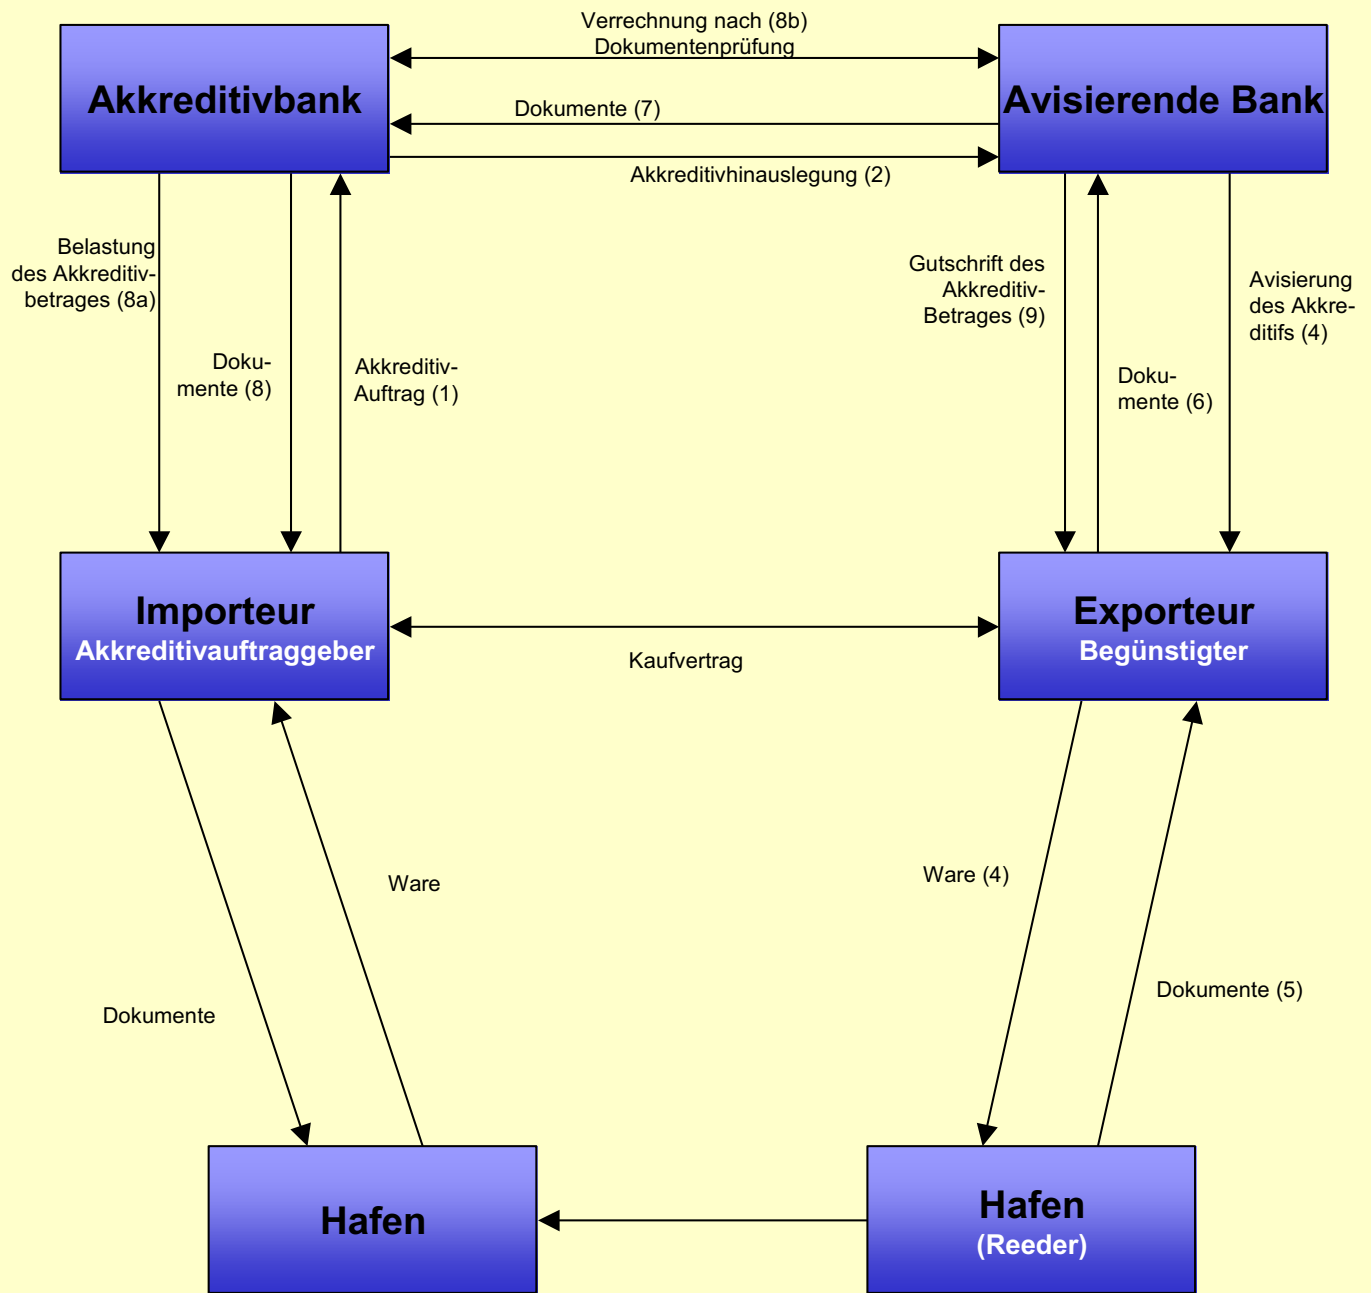 Verrechnung nach (8b)
Dokumentenprüfung
Akkreditivbank
Avisierende Bank
Dokumente (7)
Akkreditivhinauslegung (2)
Belastung
des Akkreditiv-
betrages (8a)
Doku-
mente (8)
Akkreditiv-
Auftrag (1)
Gutschrift des
Akkreditiv-
Betrages (9)
Doku-
mente (6)
Avisierung
des Akkre-
ditifs (4)
Importeur
Akkreditivauftraggeber
Kaufvertrag
Exporteur
Begünstigter
Dokumente
Ware
Ware (4)
Dokumente (5)
Hafen
Hafen
(Reeder)